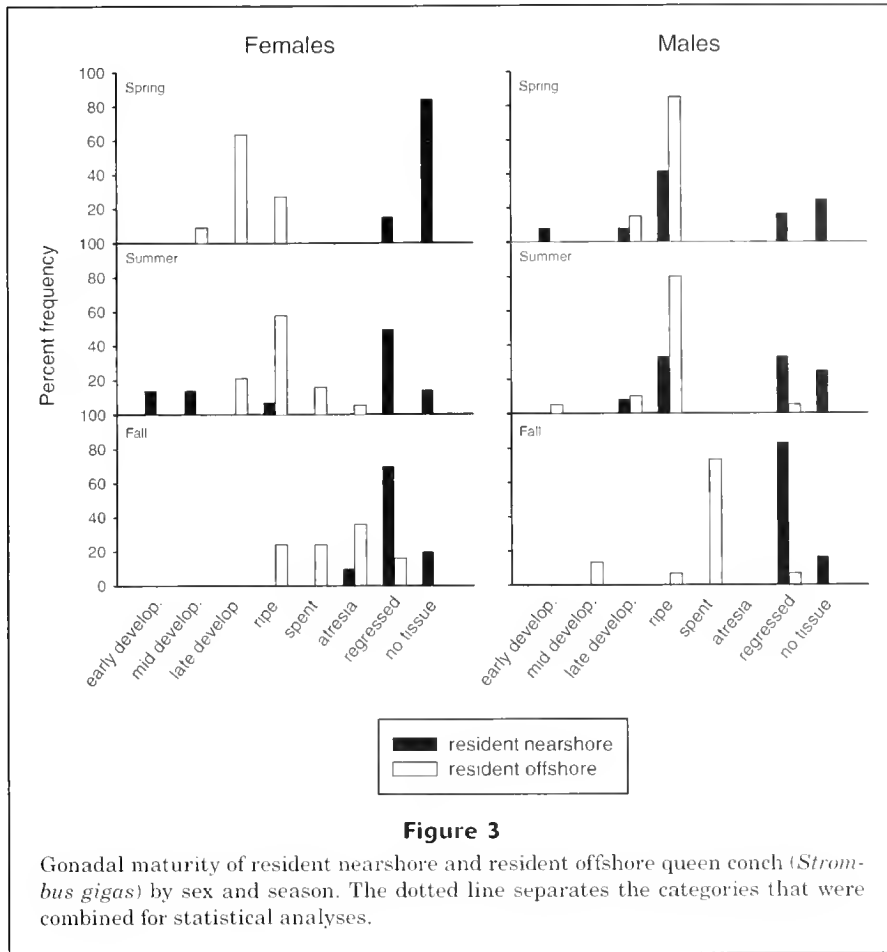 Females
Males
100
80
60
40
20
Spring
Spring
100
80
60
40
20
Summer
Summer
100
80
60
40
20
0
Fall
Fall
Percent frequency
early develop.
mid develop.
late develop
ripe
spent
atresia
regressed
no tissue
early develop.
mid develop.
late develop.
ripe
spent
atresia
regressed
no tissue
resident nearshore
resident offshore
Figure 3
Gonadal maturity of resident nearshore and resident offshore queen conch (Strom-
bus gigas) by sex and season. The dotted line separates the categories that were
combined for statistical analyses.